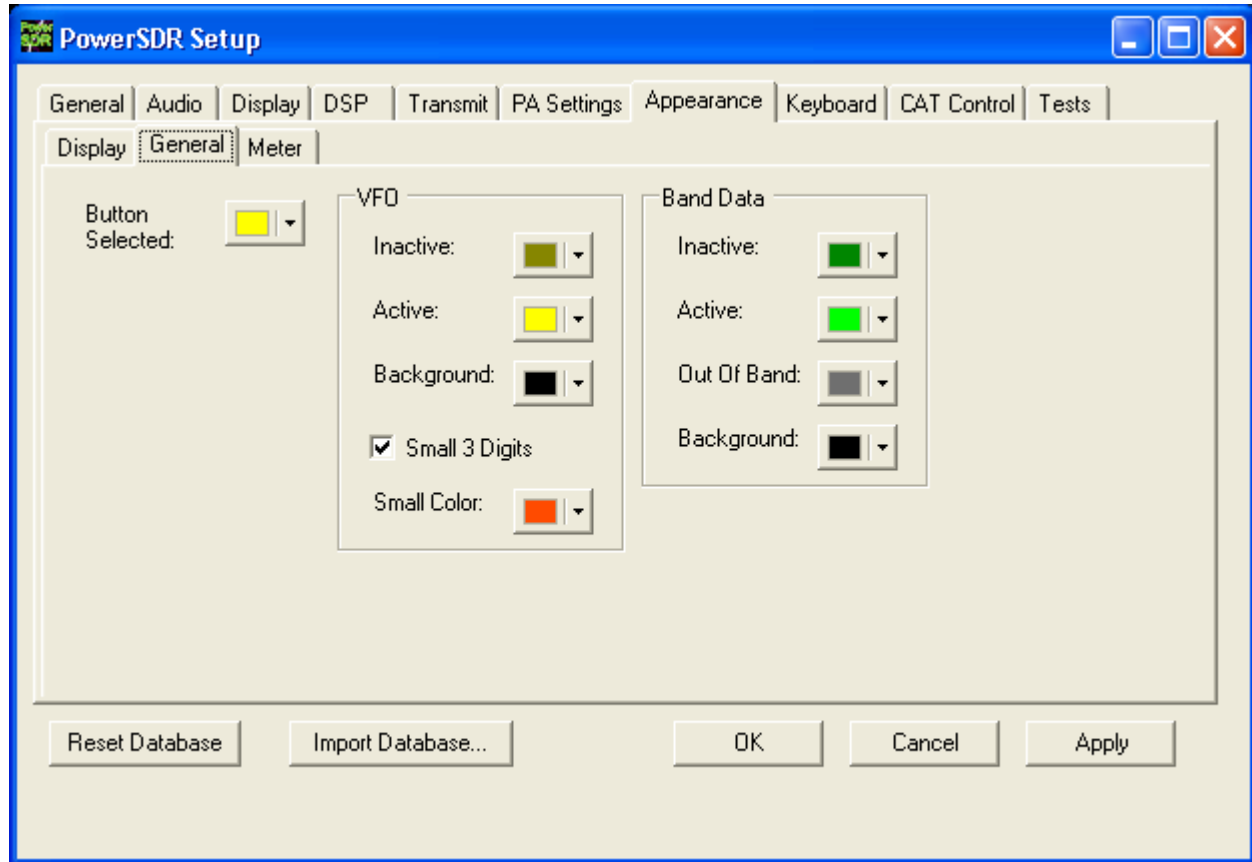 PowerSDR Setup
General Audio Display DSP Transmit PA Settings Appearance Keyboard CAT Control Tests
Display General Meter
Button
Selected:
VFO
Inactive:
Active:
Background:
Small 3 Digits
Small Color:
Band Data
Inactive:
Active:
Out Of Band:
Background:
Reset Database Import Database... OK Cancel Apply